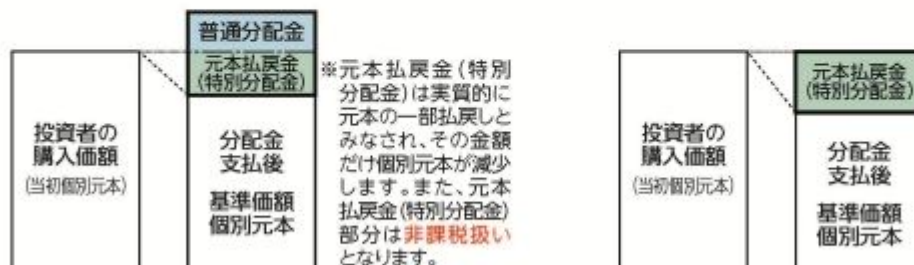 普通分配金
元本払戻金
(特別分配金)
投資者の
購入価額
(当初個別元本)
分配金
支払後
基準価額
個別元本
※元本払戻金(特別
分配金)は実質的に
元本の一部払戻しと
みなされ、その金額
だけ個別元本が減少
します。また、元本
払戻金(特別分配金)
部分は非課税扱い
となります。
投資者の
購入価額
(当初個別元本)
元本払戻金
(特別分配金)
分配金
支払後
基準価額
個別元本